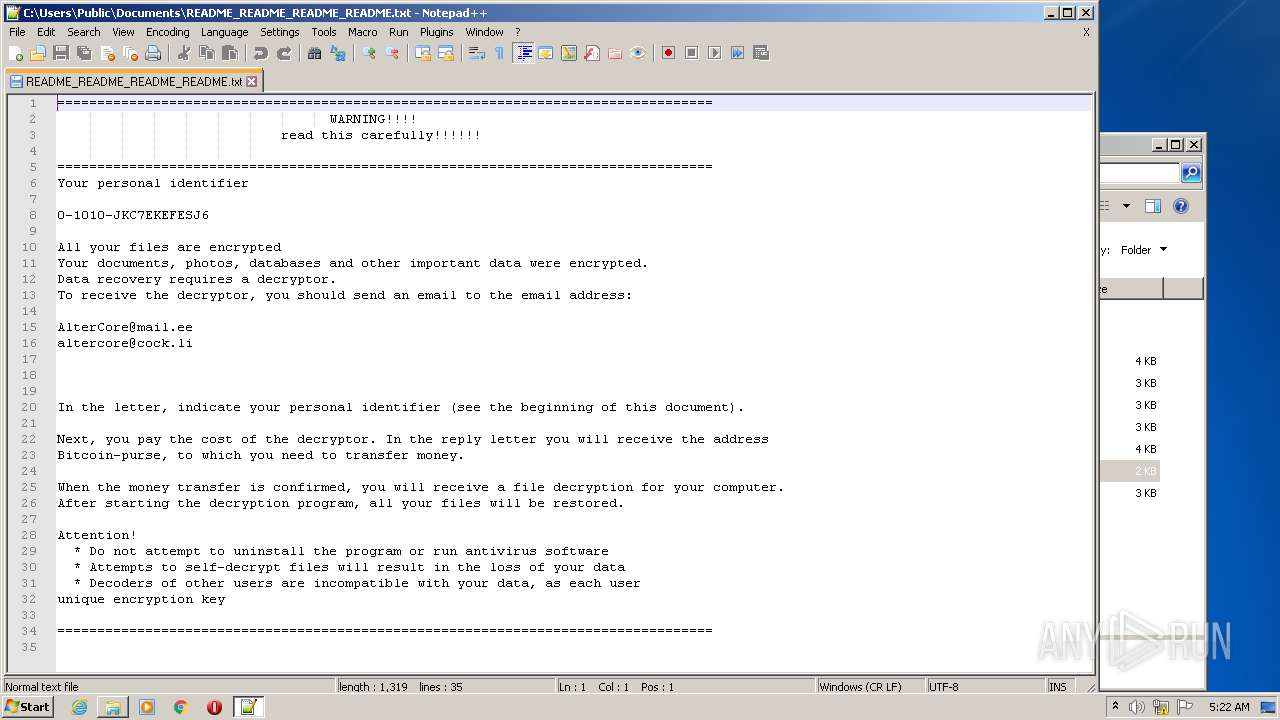 C:\Users\Public\Documents\README_README_README_README.txt - Notepad++
File Edit Search View Encoding Language Settings Tools Macro Run Plugins Window ? X
README_README_README_README.txt
1 ==================================================================================
2 WARNING!!!!
3 read this carefully!!!!!!
4
5 ==================================================================================
6 Your personal identifier
7
8 0-1010-JKC7EKEFESJ6
9
10 All your files are encrypted
11 Your documents, photos, databases and other important data were encrypted.
12 Data recovery requires a decryptor.
13 To receive the decryptor, you should send an email to the email address:
14
15 AlterCore@mail.ee
16 altercore@cock.li
17
18
19
20 In the letter, indicate your personal identifier (see the beginning of this document).
21
22 Next, you pay the cost of the decryptor. In the reply letter you will receive the address
23 Bitcoin-purse, to which you need to transfer money.
24
25 When the money transfer is confirmed, you will receive a file decryption for your computer.
26 After starting the decryption program, all your files will be restored.
27
28 Attention!
29 * Do not attempt to uninstall the program or run antivirus software
30 * Attempts to self-decrypt files will result in the loss of your data
31 * Decoders of other users are incompatible with your data, as each user
32 unique encryption key
33
34 ==================================================================================
35
Normal text file length : 1,319 lines : 35 Ln : 1 Col : 1 Pos : 1 Windows (CR LF) UTF-8 INS
y: Folder
ze
4 KB
3 KB
3 KB
3 KB
4 KB
2 KB
3 KB
ANY RUN
Start 5:22 AM